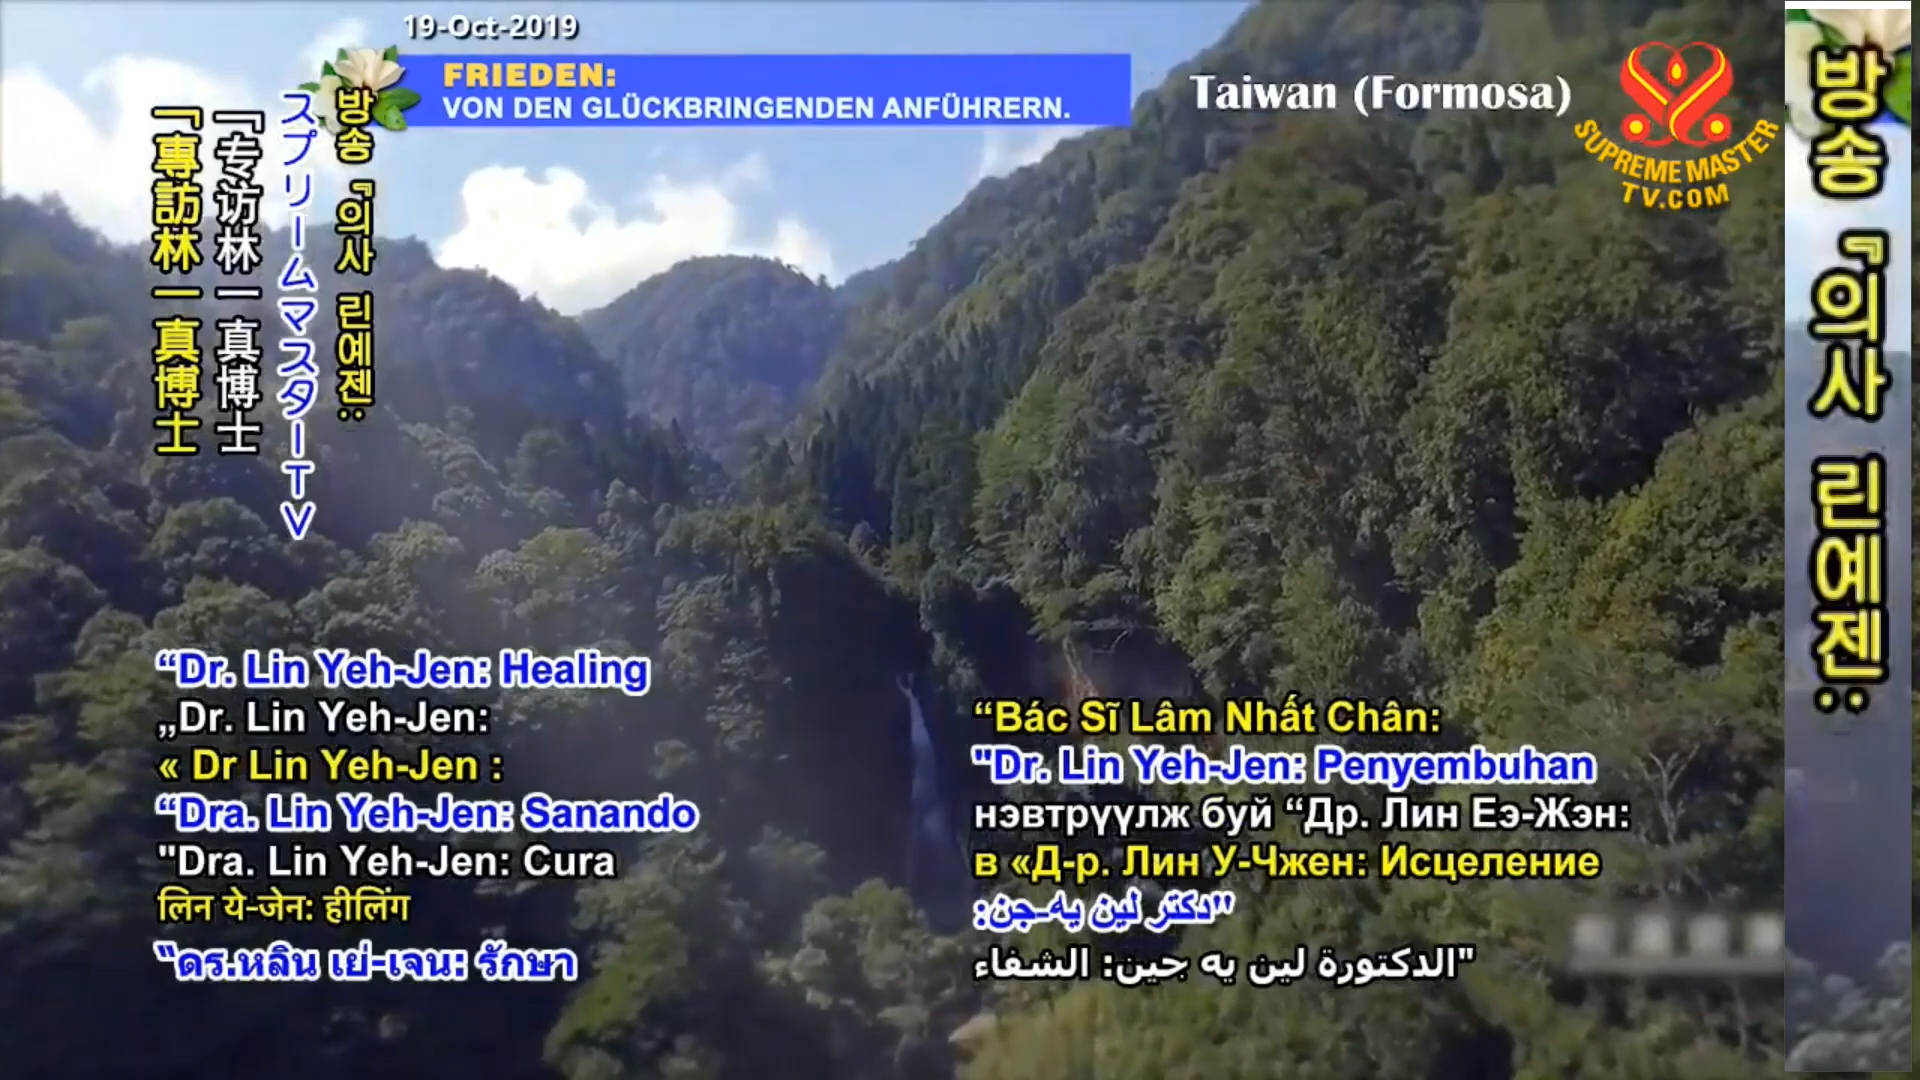 19-Oct-2019
FRIEDEN:
VON DEN GLÜCKBRINGENDEN ANFÜHRERN.
Taiwan (Formosa)
SUPREME MASTER
TV.COM
방송 『의사 린예젠:
スプリームマスターTV
「专访林一真博士
「專訪林一真博士
“Dr. Lin Yeh-Jen: Healing
„Dr. Lin Yeh-Jen:
« Dr Lin Yeh-Jen :
“Dra. Lin Yeh-Jen: Sanando
"Dra. Lin Yeh-Jen: Cura
लिन ये-जेन: हीलिंग
“ดร.หลิน เย่-เจน: รักษา
“Bác Sĩ Lâm Nhất Chân:
"Dr. Lin Yeh-Jen: Penyembuhan
нэвтрүүлж буй “Др. Лин Еэ-Жэн:
в «Д-р. Лин У-Чжен: Исцеление
"دکتر لین یه-جن:
"الدكتورة لين يه جين: الشفاء
방송 『의사 린예젠: